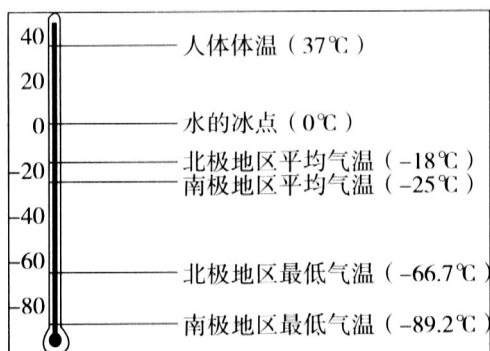 40
人体体温（37℃）
20
0
水的冰点（0℃）
北极地区平均气温（–18℃）
–20
南极地区平均气温（–25℃）
–40
–60
北极地区最低气温（–66.7℃）
–80
南极地区最低气温（–89.2℃）